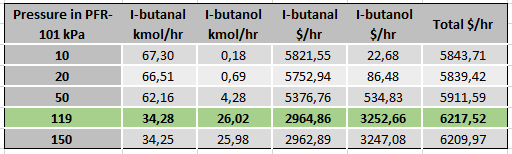 Pressure in PFR-101 kPa I-butanal kmol/hr I-butanol kmol/hr I-butanal $/hr I-butanol $/hr Total $/hr
10 67,30 0,18 5821,55 22,68 5843,71
20 66,51 0,69 5752,94 86,48 5839,42
50 62,16 4,28 5376,76 534,83 5911,59
119 34,28 26,02 2964,86 3252,66 6217,52
150 34,25 25,98 2962,89 3247,08 6209,97